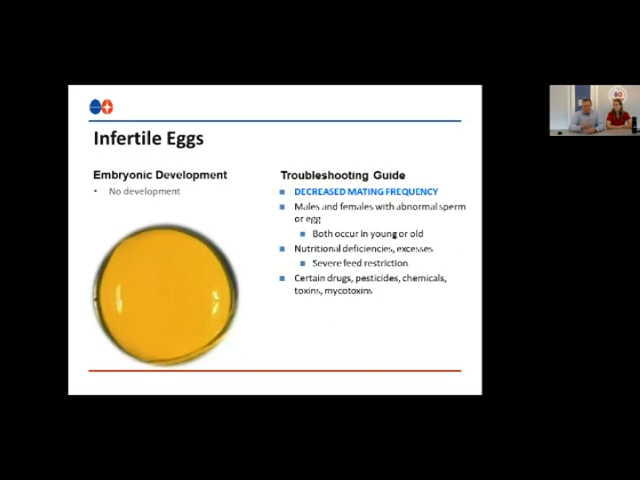 Infertile Eggs
Embryonic Development
• No development
Troubleshooting Guide
DECREASED MATING FREQUENCY
Males and females with abnormal sperm
or egg
Both occur in young or old
Nutritional deficiencies, excesses
Severe feed restriction
Certain drugs, pesticides, chemicals,
toxins, mycotoxins